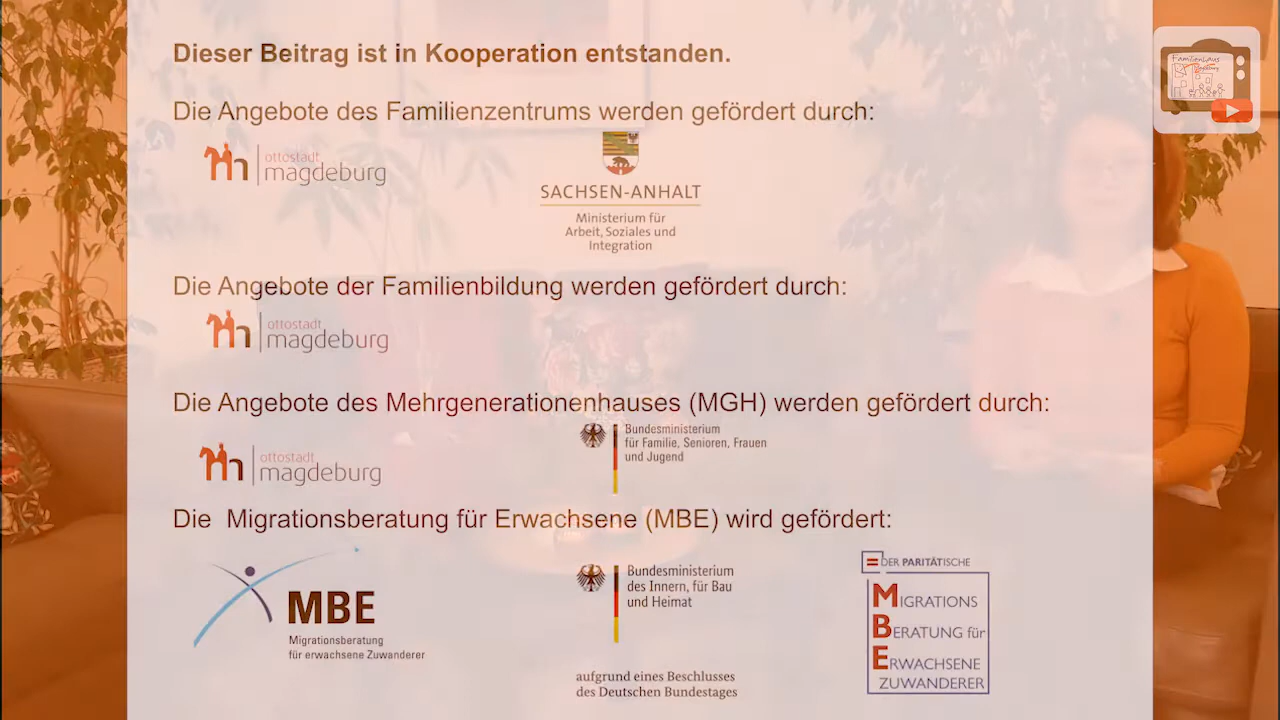 Dieser Beitrag ist in Kooperation entstanden.
Die Angebote des Familienzentrums werden gefördert durch:
ottostadt
magdeburg
SACHSEN-ANHALT
Ministerium für
Arbeit, Soziales und
Integration
Die Angebote der Familienbildung werden gefördert durch:
ottostadt
magdeburg
Die Angebote des Mehrgenerationenhauses (MGH) werden gefördert durch:
ottostadt
magdeburg
Bundesministerium
für Familie, Senioren, Frauen
und Jugend
Die Migrationsberatung für Erwachsene (MBE) wird gefördert:
MBE
Migrationsberatung
für erwachsene Zuwanderer
Bundesministerium
des Innern, für Bau
und Heimat
aufgrund eines Beschlusses
des Deutschen Bundestages
DER PARITÄTISCHE
MIGRATIONS
BERATUNG für
ERWACHSENE
ZUWANDERER
Familienhaus